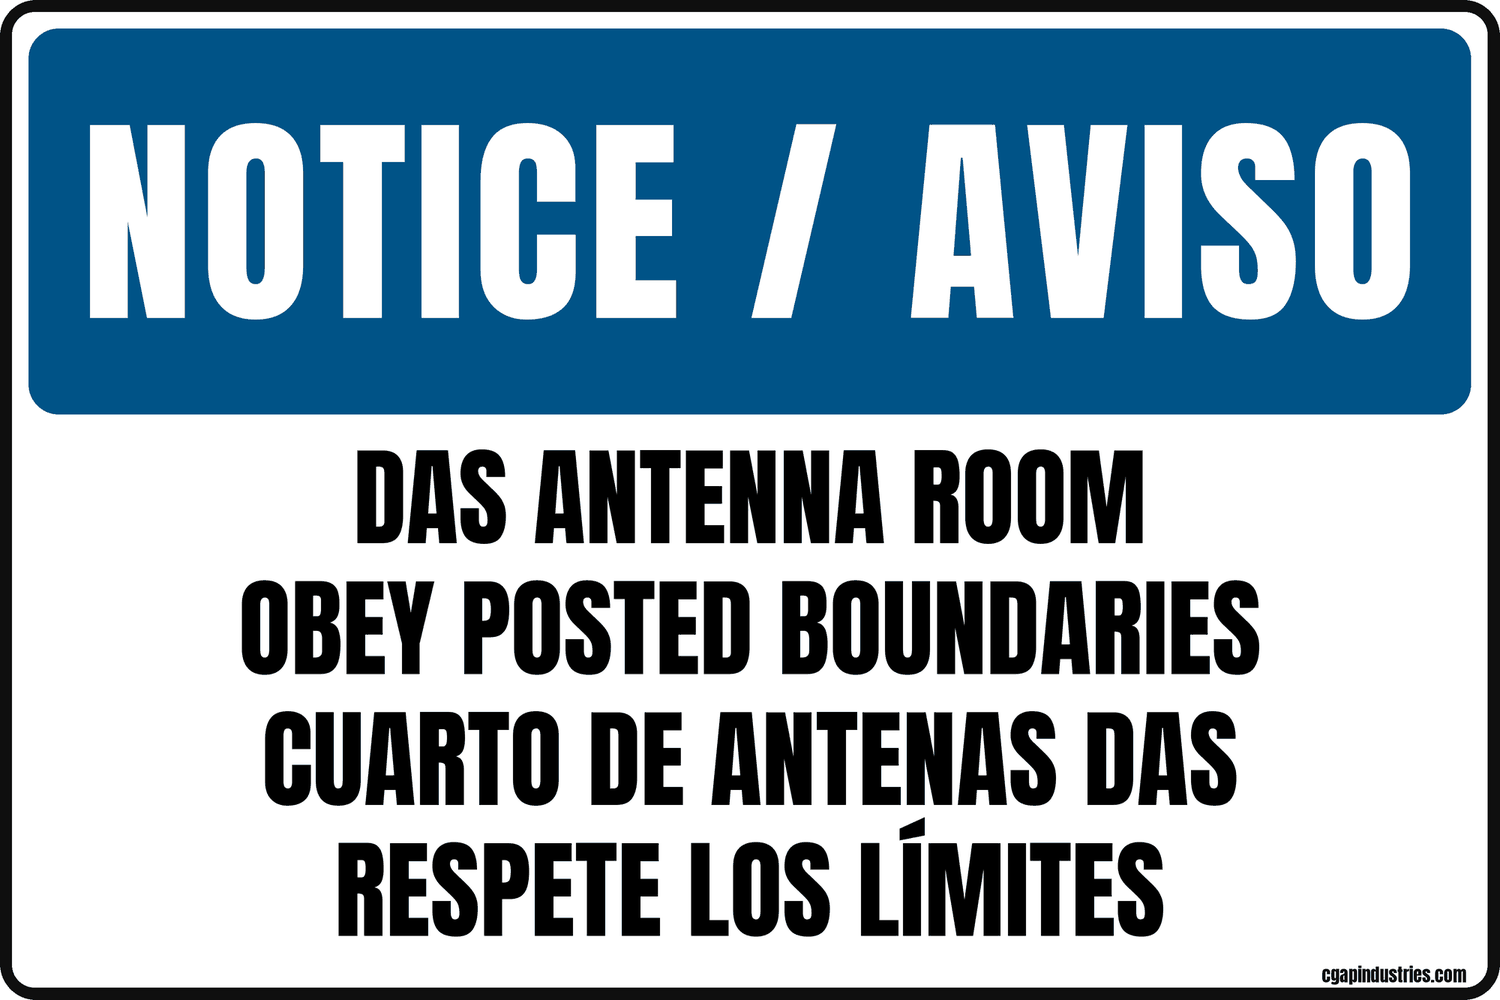 NOTICE / AVISO
DAS ANTENNA ROOM
OBEY POSTED BOUNDARIES
CUARTO DE ANTENAS DAS
RESPETE LOS LÍMITES
cgapindustries.com